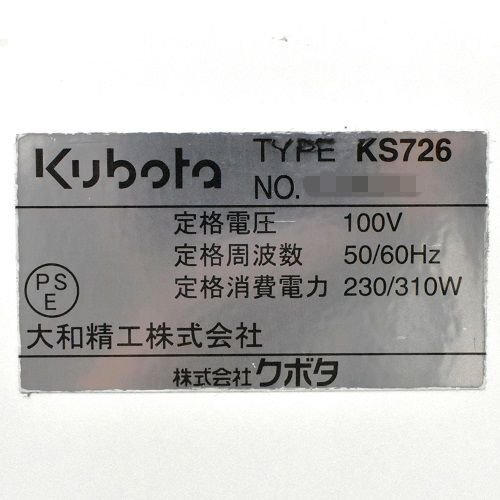 Kubota TYPE KS726
NO.
定格電圧 100V
定格周波数 50/60Hz
定格消費電力 230/310W
PS
E
大和精工株式会社
株式会社クボタ